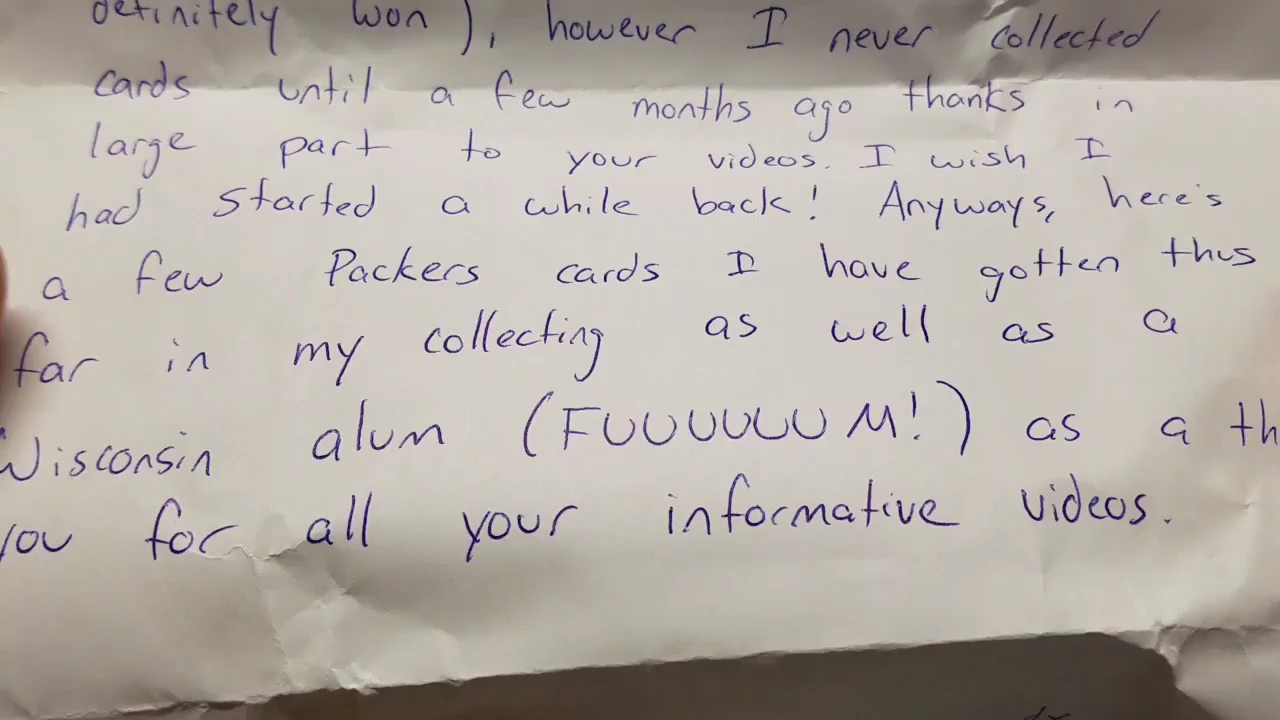 definitely won), however I never collected
cards until a few months ago thanks in
large part to your videos. I wish I
had started a while back! Anyways, here's
a few Packers cards I have gotten thus
far in my collecting as well as a
Wisconsin alum (FUUUUUU M!) as a th
you for all your informative videos.